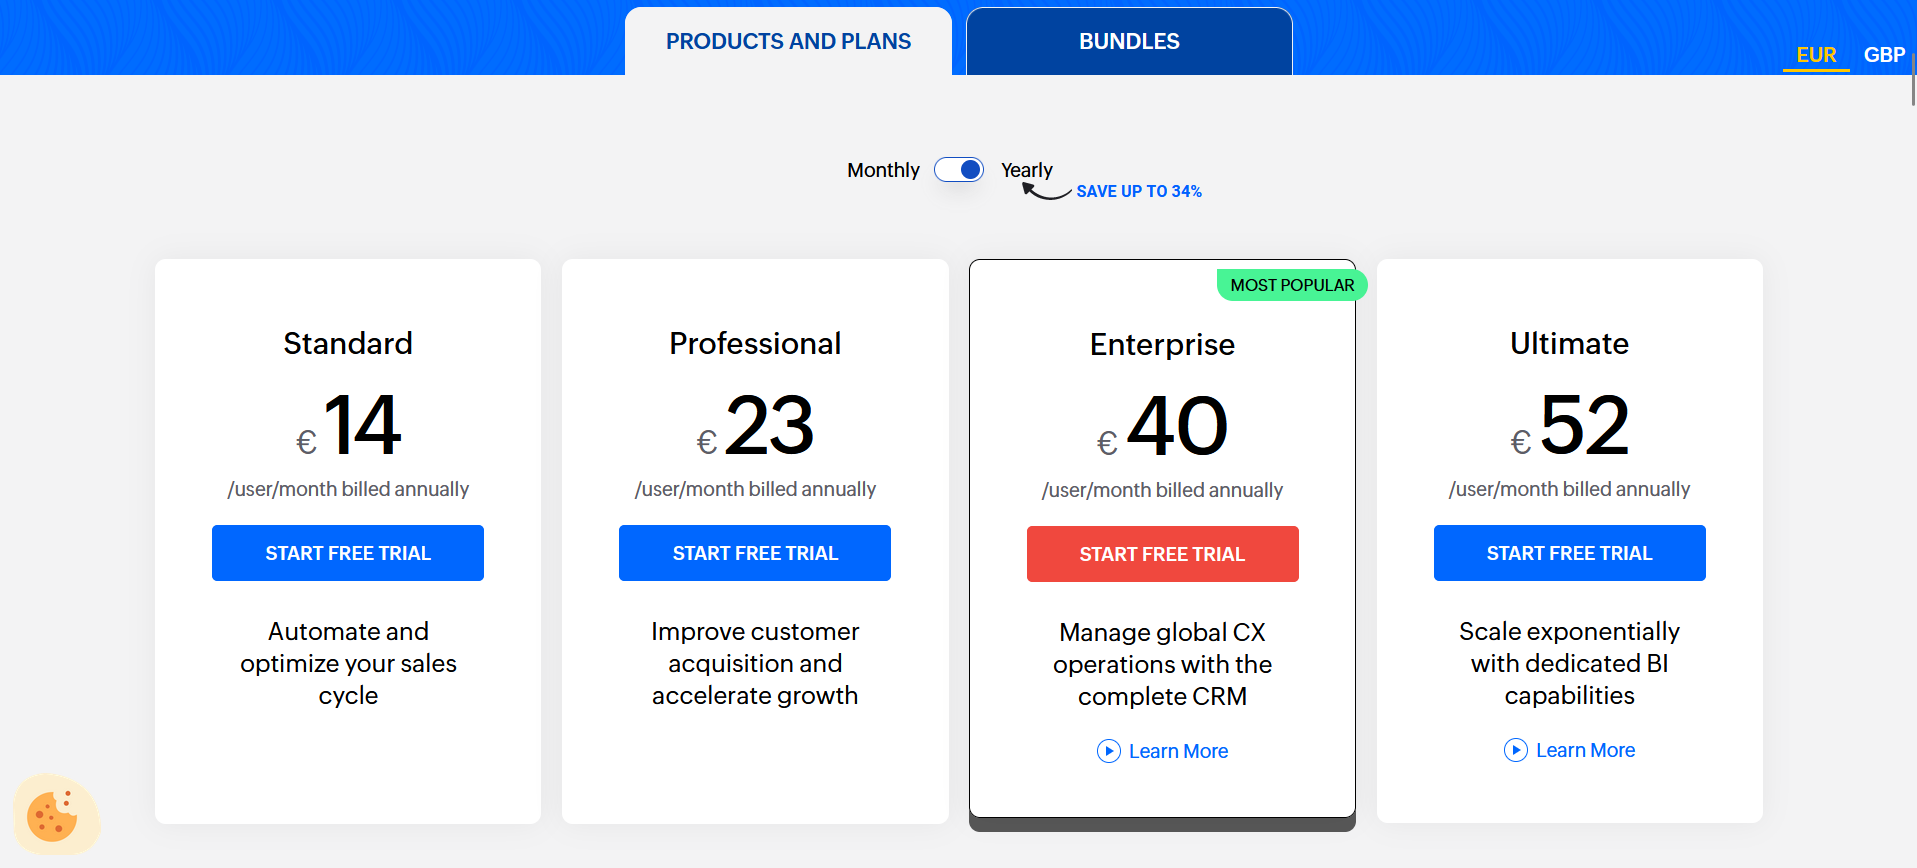 PRODUCTS AND PLANS
BUNDLES
EUR
GBP
Monthly
Yearly
SAVE UP TO 34%
Standard
€14
/user/month billed annually
START FREE TRIAL
Automate and
optimize your sales
cycle
Professional
€23
/user/month billed annually
START FREE TRIAL
Improve customer
acquisition and
accelerate growth
MOST POPULAR
Enterprise
€40
/user/month billed annually
START FREE TRIAL
Manage global CX
operations with the
complete CRM
Learn More
Ultimate
€52
/user/month billed annually
START FREE TRIAL
Scale exponentially
with dedicated BI
capabilities
Learn More